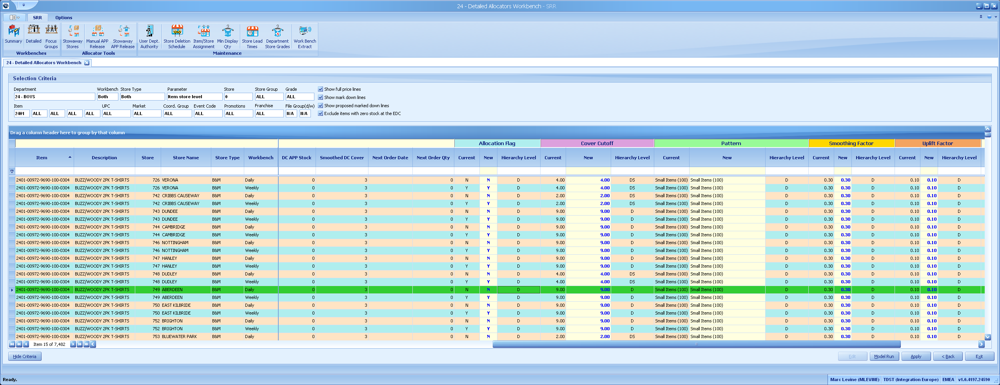 24 - Detailed Allocators Workbench - SRR
SRR Options
Summary Detailed Focus Groups Stowaway Stores Manual APP Release Stowaway APP Release User Dept. Authority Store Deletion Schedule Item/Store Assignment Min Display Qty Store Lead Times Department Store Grades Work Bench Extract
Workbenches Allocator Tools Maintenance
24 - Detailed Allocators Workbench
Selection Criteria
Department Workbench Store Type Parameter Store Store Group Grade Show full price lines
24 - BOYS Both Both Item store level 0 ALL ALL Show mark down lines
Item UPC Market Coord. Group Event Code Promotions Franchise File Group(d/w) Show proposed marked down lines
2401 ALL ALL ALL ALL ALL ALL ALL ALL ALL ALL N/A N/A Exclude items with zero stock at the EDC
Drag a column header here to group by that column
Allocation Flag Cover Cutoff Pattern Smoothing Factor Uplift Factor
Item Description Store Store Name Store Type Workbench DC APP Stock Smoothed DC Cover Next Order Date Next Order Qty Current New Hierarchy Level Current New Hierarchy Level Current New Hierarchy Level Current New Hierarchy Level Current New Hierarchy Level
2401-00972-9690-100-0304 BUZZ/WOODY 2PK T-SHIRTS 726 VERONA B&M Daily 0 3 0 N N D 4.00 4.00 DS Small Items (100) Small Items (100) D 0.30 0.30 D 0.10 0.10 D
2401-00972-9690-100-0304 BUZZ/WOODY 2PK T-SHIRTS 726 VERONA B&M Weekly 0 3 0 Y Y D 4.00 4.00 DS Small Items (100) Small Items (100) D 0.30 0.30 D 0.10 0.10 D
2401-00972-9690-100-0304 BUZZ/WOODY 2PK T-SHIRTS 742 CRIBBS CAUSEWAY B&M Daily 0 3 0 N N D 2.00 2.00 DS Small Items (100) Small Items (100) D 0.30 0.30 D 0.10 0.10 D
2401-00972-9690-100-0304 BUZZ/WOODY 2PK T-SHIRTS 742 CRIBBS CAUSEWAY B&M Weekly 0 3 0 Y Y D 2.00 2.00 DS Small Items (100) Small Items (100) D 0.30 0.30 D 0.10 0.10 D
2401-00972-9690-100-0304 BUZZ/WOODY 2PK T-SHIRTS 743 DUNDEE B&M Daily 0 3 0 N N D 9.00 9.00 D Small Items (100) Small Items (100) D 0.30 0.30 D 0.10 0.10 D
2401-00972-9690-100-0304 BUZZ/WOODY 2PK T-SHIRTS 743 DUNDEE B&M Weekly 0 3 0 Y Y D 9.00 9.00 D Small Items (100) Small Items (100) D 0.30 0.30 D 0.10 0.10 D
2401-00972-9690-100-0304 BUZZ/WOODY 2PK T-SHIRTS 744 CAMBRIDGE B&M Daily 0 3 0 N N D 9.00 9.00 D Small Items (100) Small Items (100) D 0.30 0.30 D 0.10 0.10 D
2401-00972-9690-100-0304 BUZZ/WOODY 2PK T-SHIRTS 744 CAMBRIDGE B&M Weekly 0 3 0 Y Y D 9.00 9.00 D Small Items (100) Small Items (100) D 0.30 0.30 D 0.10 0.10 D
2401-00972-9690-100-0304 BUZZ/WOODY 2PK T-SHIRTS 746 NOTTINGHAM B&M Daily 0 3 0 N N D 9.00 9.00 D Small Items (100) Small Items (100) D 0.30 0.30 D 0.10 0.10 D
2401-00972-9690-100-0304 BUZZ/WOODY 2PK T-SHIRTS 746 NOTTINGHAM B&M Weekly 0 3 0 Y Y D 9.00 9.00 D Small Items (100) Small Items (100) D 0.30 0.30 D 0.10 0.10 D
2401-00972-9690-100-0304 BUZZ/WOODY 2PK T-SHIRTS 747 HANLEY B&M Daily 0 3 0 N N D 9.00 9.00 D Small Items (100) Small Items (100) D 0.30 0.30 D 0.10 0.10 D
2401-00972-9690-100-0304 BUZZ/WOODY 2PK T-SHIRTS 747 HANLEY B&M Weekly 0 3 0 Y Y D 9.00 9.00 D Small Items (100) Small Items (100) D 0.30 0.30 D 0.10 0.10 D
2401-00972-9690-100-0304 BUZZ/WOODY 2PK T-SHIRTS 748 DUDLEY B&M Daily 0 3 0 N N D 4.00 4.00 DS Small Items (100) Small Items (100) D 0.30 0.30 D 0.10 0.10 D
2401-00972-9690-100-0304 BUZZ/WOODY 2PK T-SHIRTS 748 DUDLEY B&M Weekly 0 3 0 Y Y D 4.00 4.00 DS Small Items (100) Small Items (100) D 0.30 0.30 D 0.10 0.10 D
2401-00972-9690-100-0304 BUZZ/WOODY 2PK T-SHIRTS 749 ABERDEEN B&M Daily 0 3 0 N N D 9.00 9.00 D Small Items (100) Small Items (100) D 0.30 0.30 D 0.10 0.10 D
2401-00972-9690-100-0304 BUZZ/WOODY 2PK T-SHIRTS 749 ABERDEEN B&M Weekly 0 3 0 Y Y D 9.00 9.00 D Small Items (100) Small Items (100) D 0.30 0.30 D 0.10 0.10 D
2401-00972-9690-100-0304 BUZZ/WOODY 2PK T-SHIRTS 750 EAST KILBRIDE B&M Daily 0 3 0 N N D 9.00 9.00 D Small Items (100) Small Items (100) D 0.30 0.30 D 0.10 0.10 D
2401-00972-9690-100-0304 BUZZ/WOODY 2PK T-SHIRTS 750 EAST KILBRIDE B&M Weekly 0 3 0 Y Y D 9.00 9.00 D Small Items (100) Small Items (100) D 0.30 0.30 D 0.10 0.10 D
2401-00972-9690-100-0304 BUZZ/WOODY 2PK T-SHIRTS 752 BRIGHTON B&M Daily 0 3 0 N N D 9.00 9.00 D Small Items (100) Small Items (100) D 0.30 0.30 D 0.10 0.10 D
2401-00972-9690-100-0304 BUZZ/WOODY 2PK T-SHIRTS 752 BRIGHTON B&M Weekly 0 3 0 Y Y D 9.00 9.00 D Small Items (100) Small Items (100) D 0.30 0.30 D 0.10 0.10 D
2401-00972-9690-100-0304 BUZZ/WOODY 2PK T-SHIRTS 753 BLUEWATER PARK B&M Daily 0 3 0 N N D 2.00 2.00 DS Small Items (100) Small Items (100) D 0.30 0.30 D 0.10 0.10 D
Item 15 of 7,482
Hide Criteria Edit Model Run Apply < Back Exit
Ready. Marc Levine (MLEVINE) TDST (Integration Europe) EMEA v1.0.4197.24590